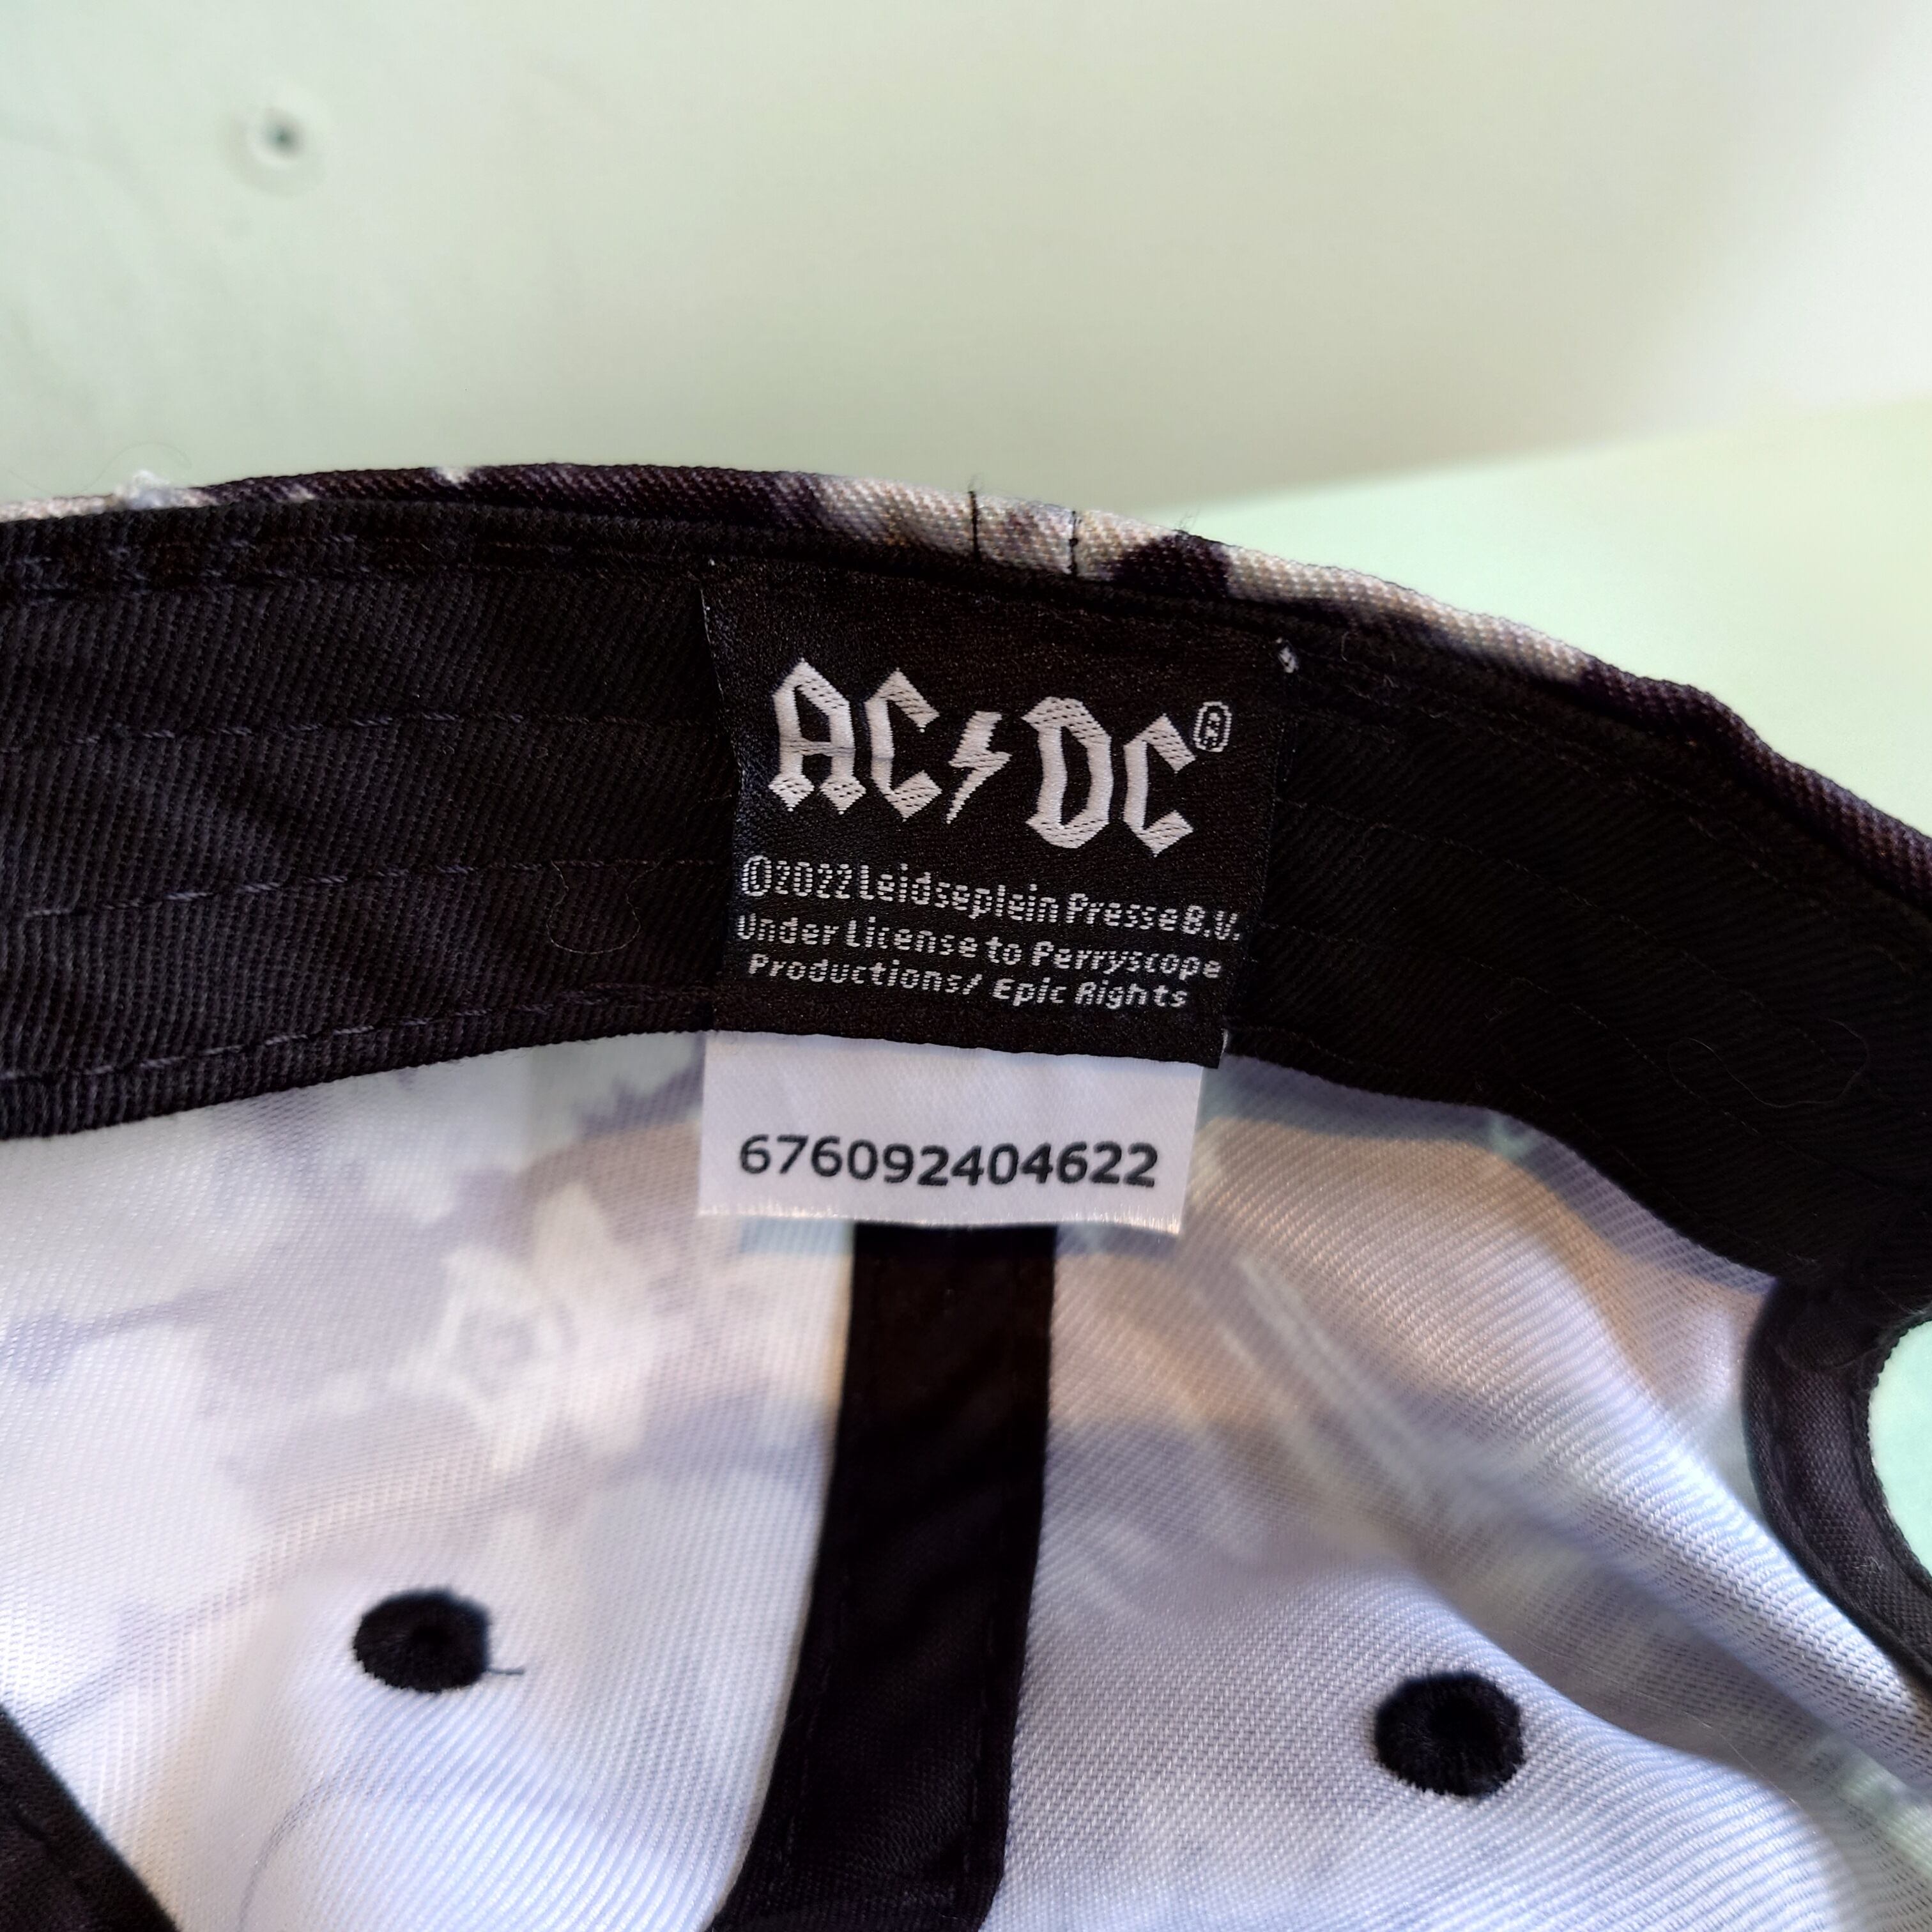 AC⚡DC®
©2022 Leidseplein Presse B.V.
Under License to Perryscope
Productions/ Epic Rights
676092404622